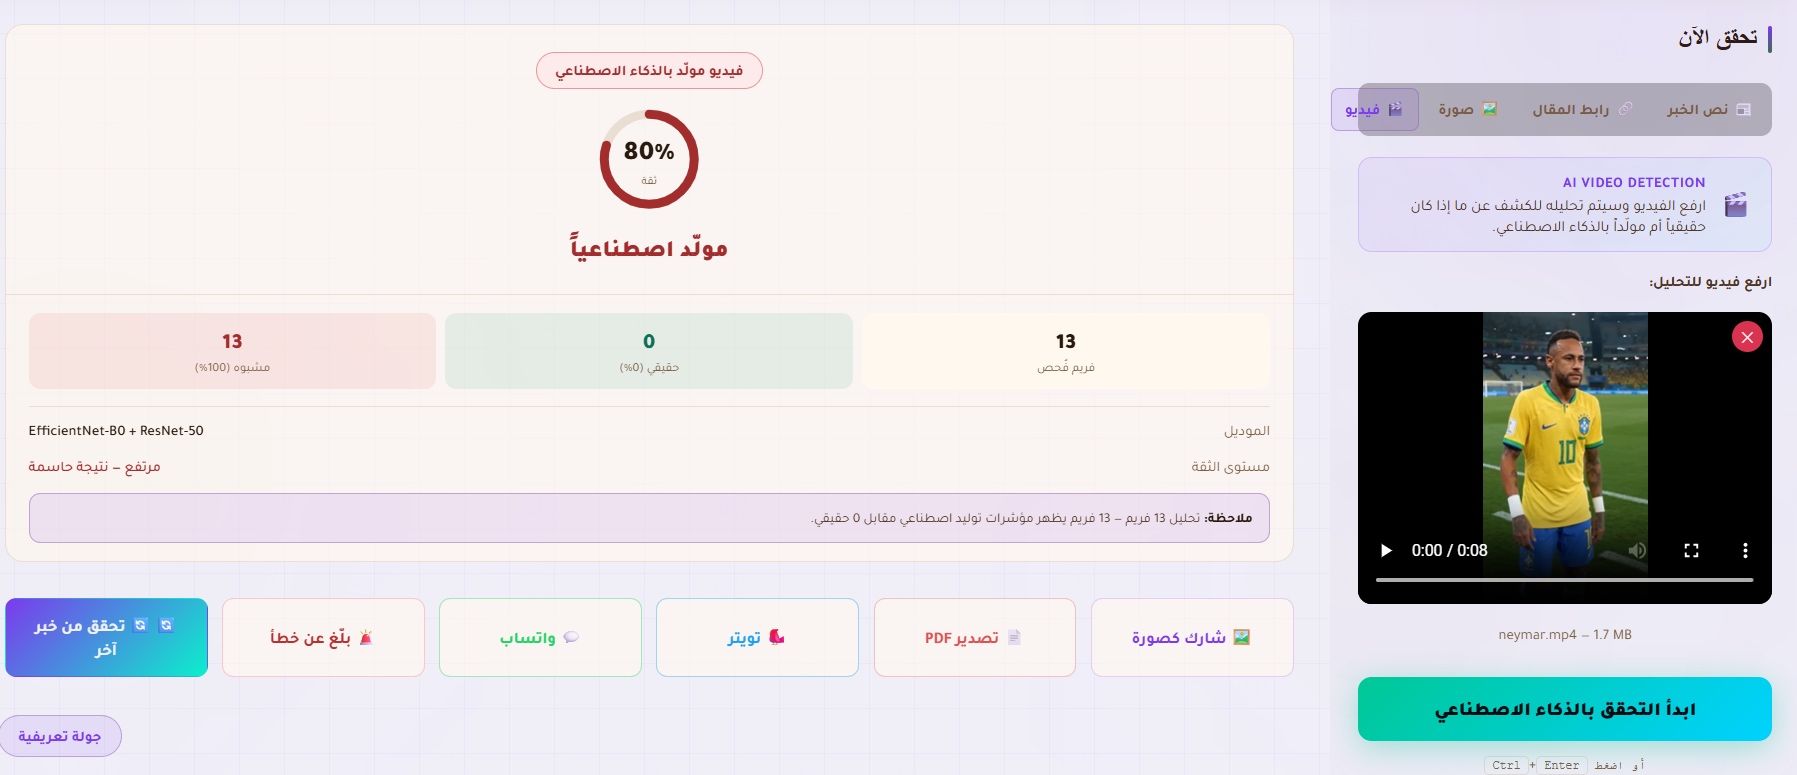 تحقق الآن
نص الخبر
رابط المقال
صورة
فيديو
AI VIDEO DETECTION
ارفع الفيديو وسيتم تحليله للكشف عن ما إذا كان
حقيقياً أم مولّداً بالذكاء الاصطناعي.
ارفع فيديو للتحليل:
10
0:00 / 0:08
neymar.mp4 – 1.7 MB
ابدأ التحقق بالذكاء الاصطناعي
أو اضغط Ctrl + Enter
فيديو مولّد بالذكاء الاصطناعي
80%
ثقة
مولّد اصطناعياً
13
فريم فُحص
0
حقيقي (0%)
13
مشبوه (100%)
الموديل
EfficientNet-B0 + ResNet-50
مستوى الثقة
مرتفع – نتيجة حاسمة
ملاحظة: تحليل 13 فريم – 13 فريم يظهر مؤشرات توليد اصطناعي مقابل 0 حقيقي.
شارك كصورة
تصدير PDF
تويتر
واتساب
بلّغ عن خطأ
تحقق من خبر
آخر
جولة تعريفية